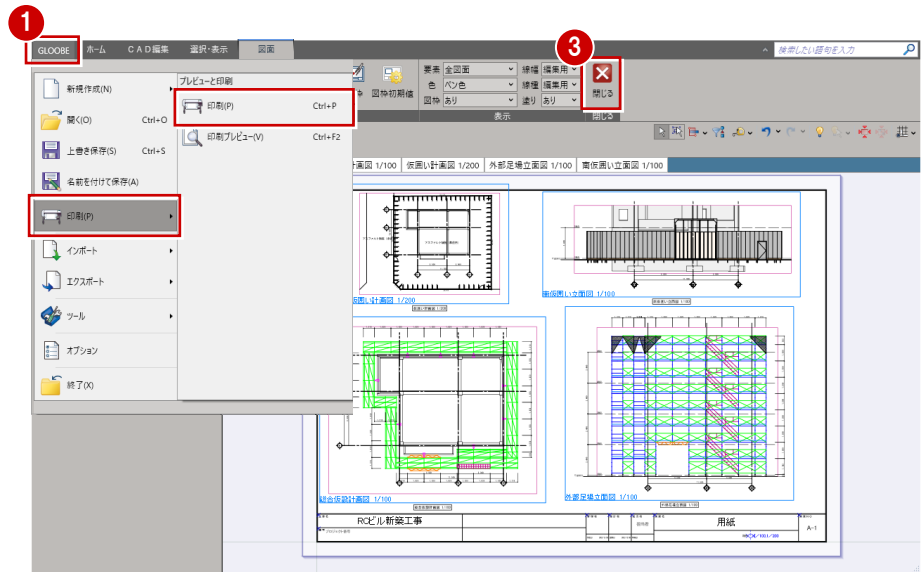 1
GLOOBE ホーム CAD編集 選択・表示 図面
3
検索したい語句を入力
新規作成(N)
開く(O) Ctrl+O
上書き保存(S) Ctrl+S
名前を付けて保存(A)
印刷(P)
インポート
エクスポート
ツール
オプション
終了(X)
プレビューと印刷
印刷(P) Ctrl+P
印刷プレビュー(V) Ctrl+F2
図枠初期値
要素 全図面 線幅 編集用
色 ペン色 線種 編集用
図枠 あり 塗り あり
表示
閉じる
閉じる
計画図 1/100 仮囲い計画図 1/200 外部足場立面図 1/100 南仮囲い立面図 1/100
仮囲い計画図 1/200
南仮囲い立面図 1/100
総合仮設計画図 1/100
外部足場立面図 1/100
RCビル新築工事
用紙
A-1